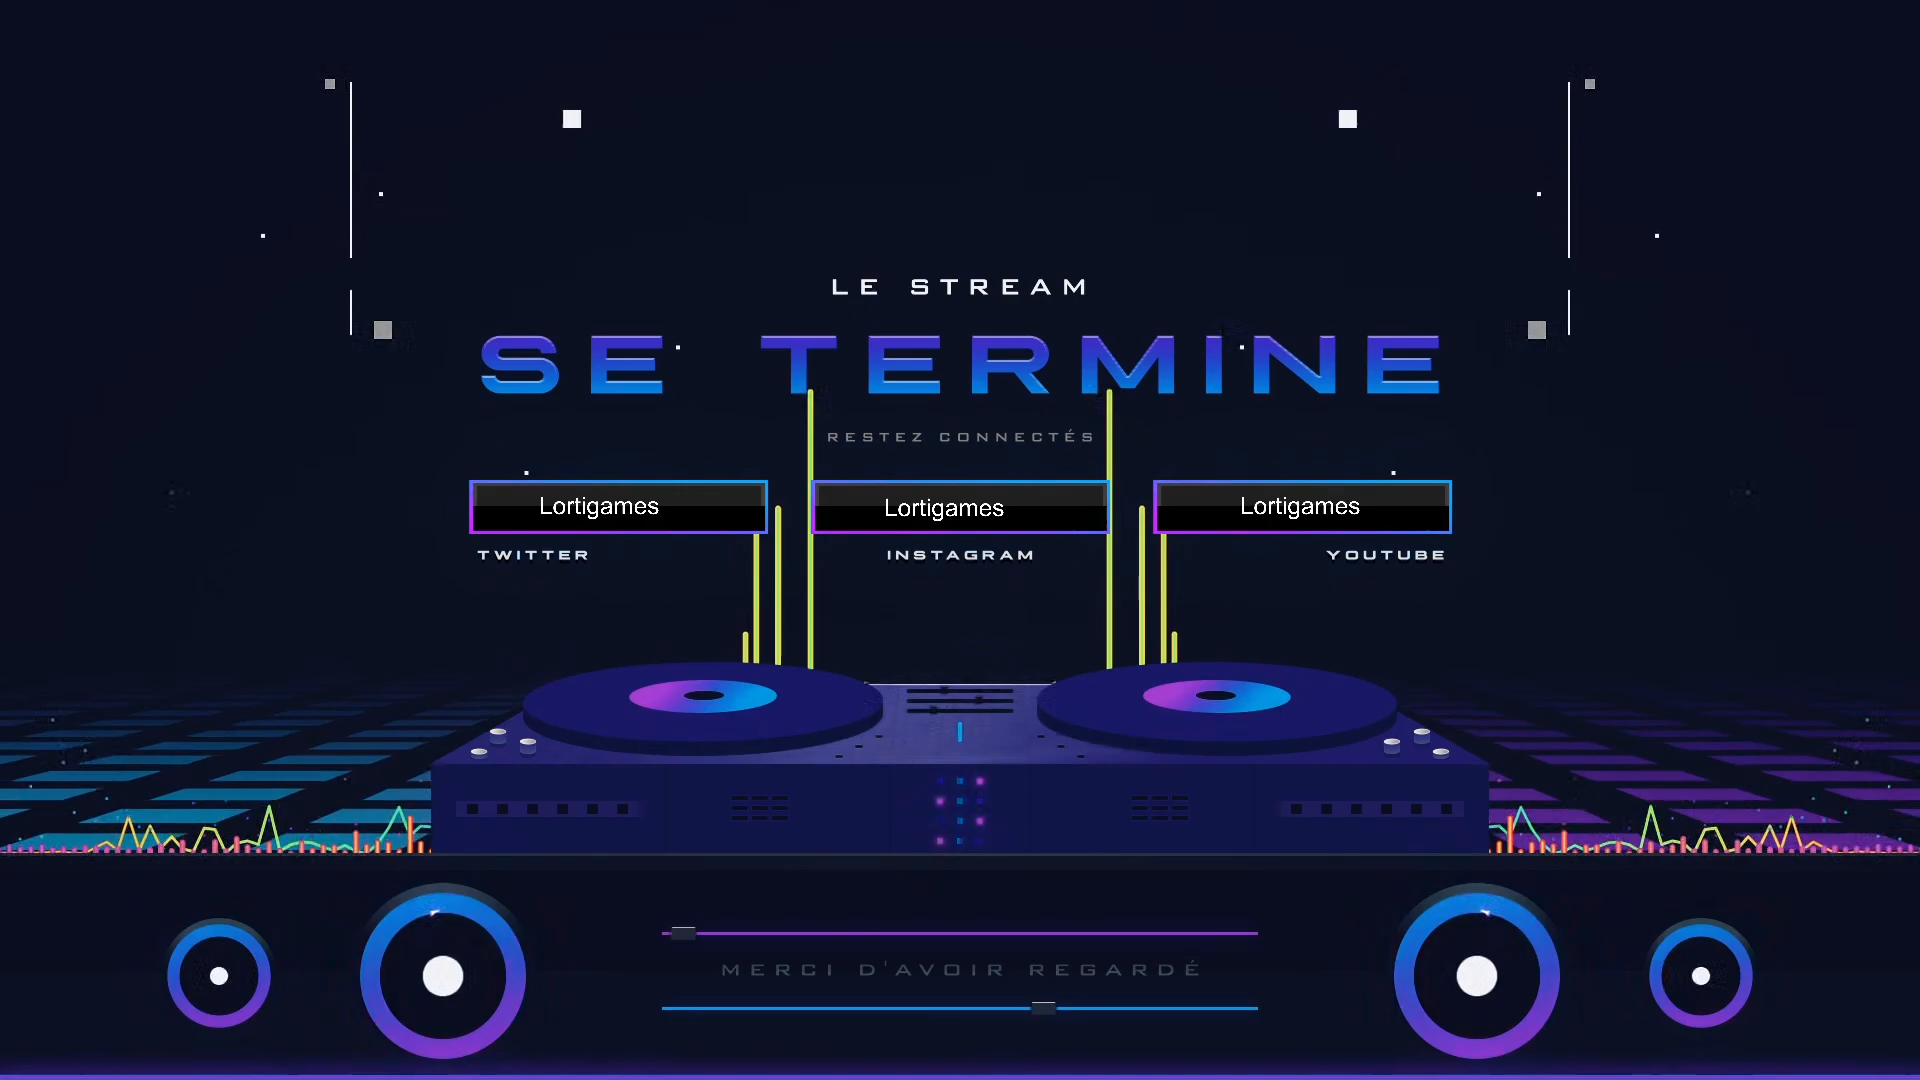 LE STREAM
SE TERMINE
RESTEZ CONNECTÉS
Lortigames
Lortigames
Lortigames
TWITTER
INSTAGRAM
YOUTUBE
MERCI D'AVOIR REGARDÉ